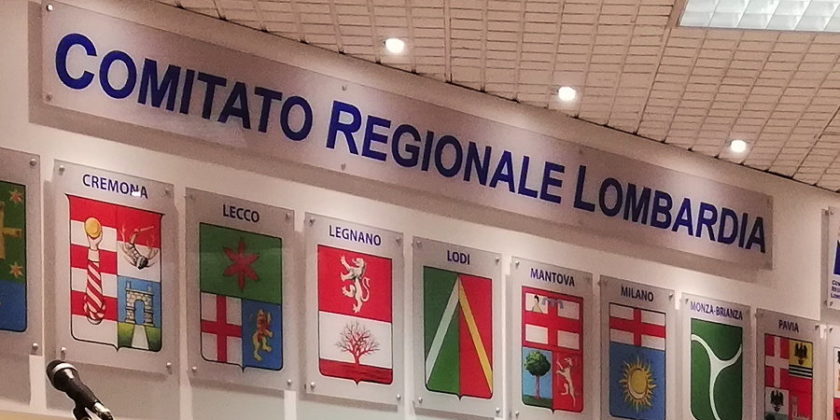 COMITATO REGIONALE LOMBARDIA
CREMONA
LECCO
LEGNANO
LODI
MANTOVA
MILANO
MONZA-BRIANZA
PAVIA